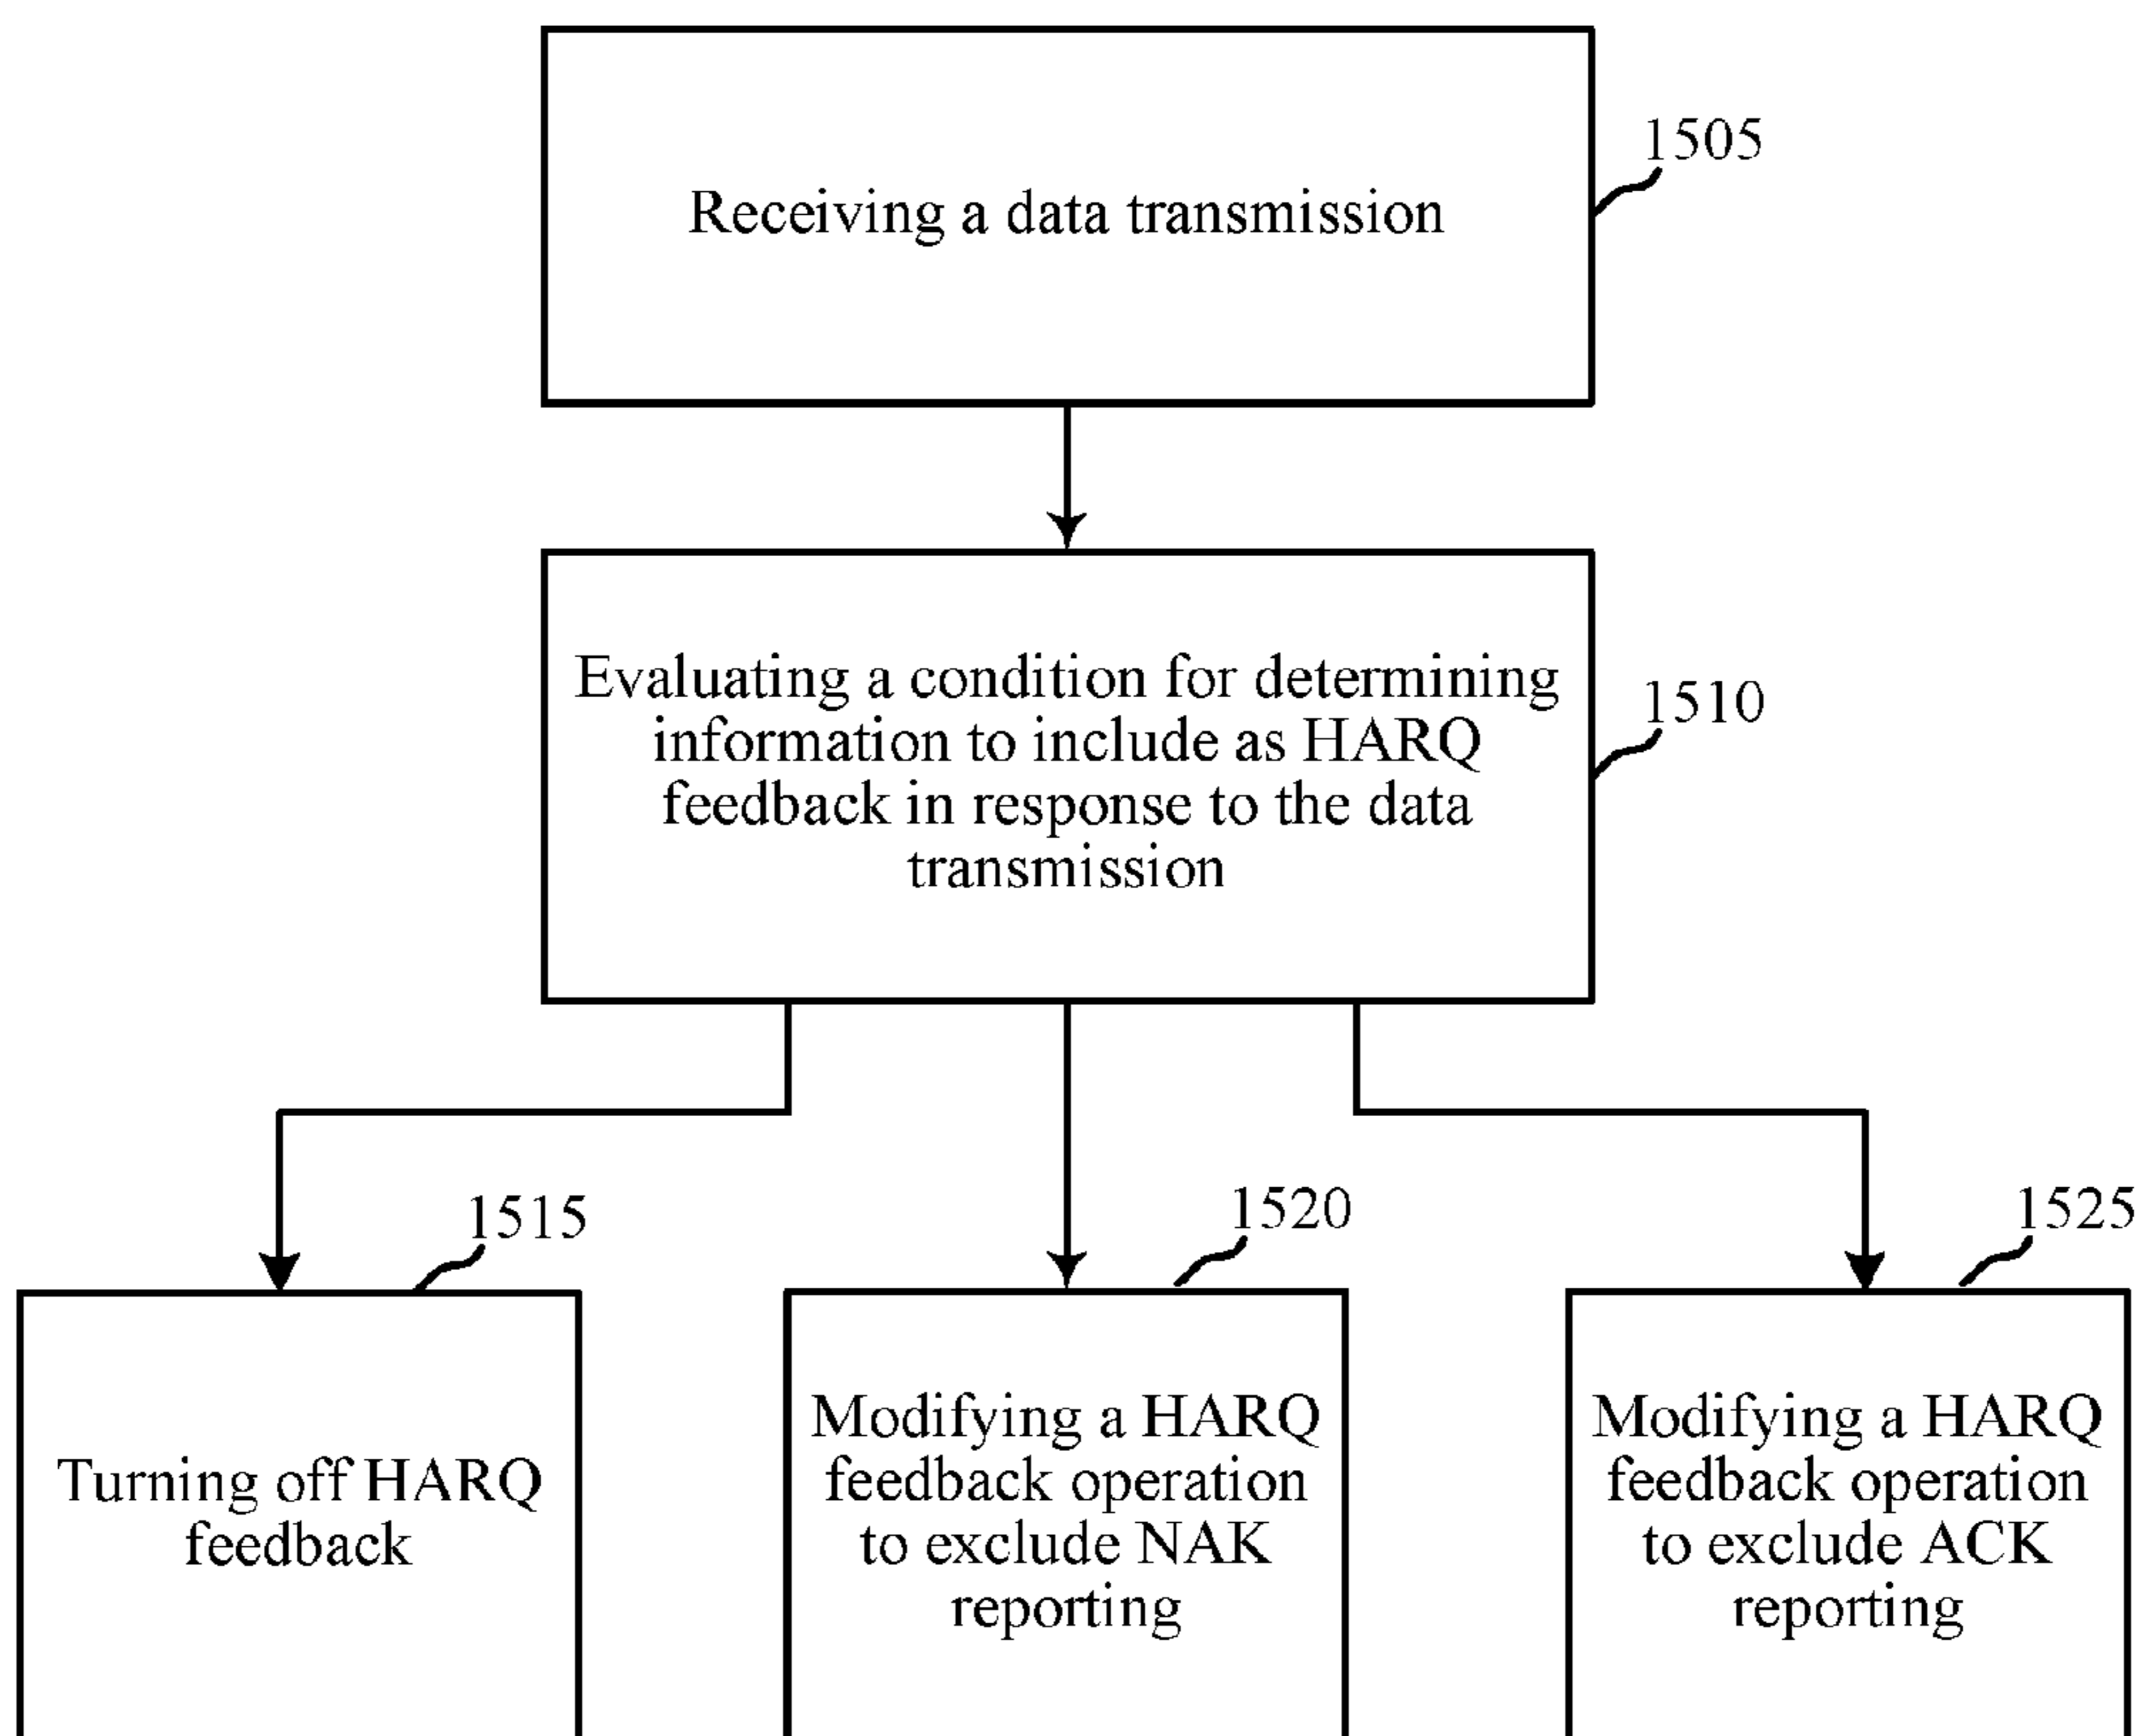 Receiving a data transmission
1505
Evaluating a condition for determining
information to include as HARQ
feedback in response to the data
transmission
1510
1515
Turning off HARQ
feedback
1520
Modifying a HARQ
feedback operation
to exclude NAK
reporting
1525
Modifying a HARQ
feedback operation
to exclude ACK
reporting